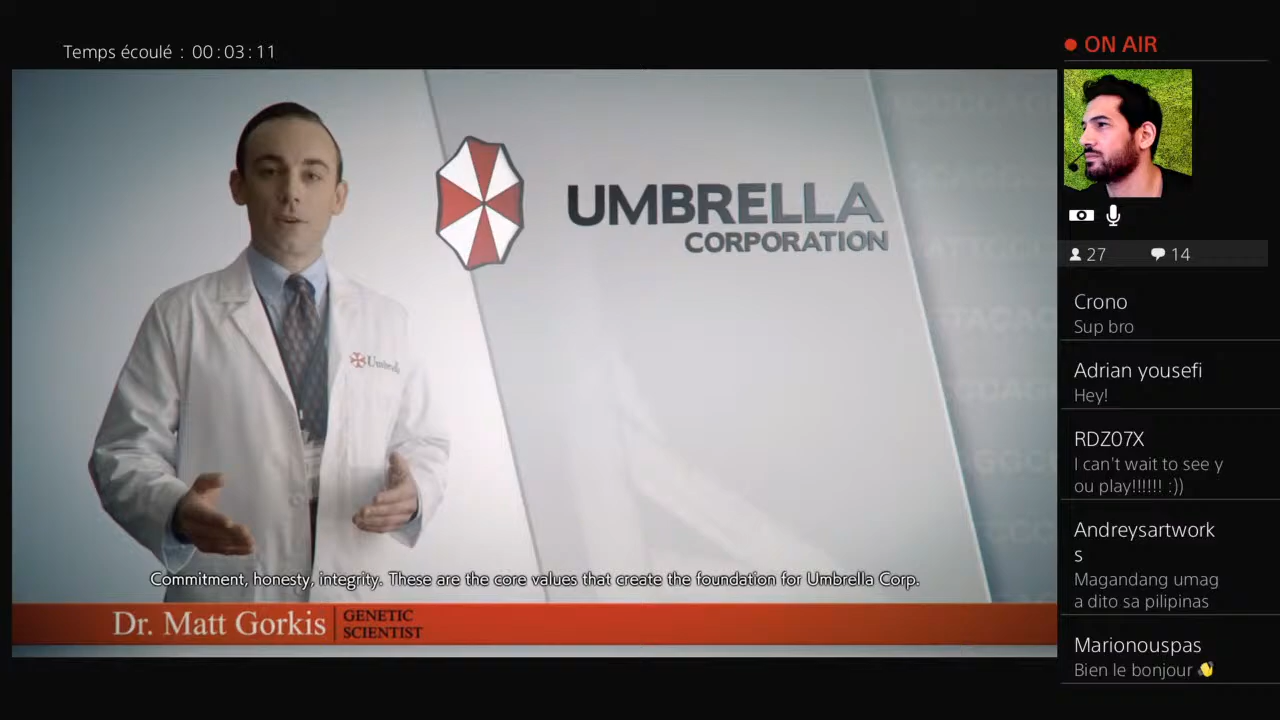 Temps écoulé : 00:03:11
ON AIR
UMBRELLA
CORPORATION
Umbrella
Commitment, honesty, integrity. These are the core values that create the foundation for Umbrella Corp.
Dr. Matt Gorkis
GENETIC
SCIENTIST
27 14
Crono
Sup bro
Adrian yousefi
Hey!
RDZ07X
I can't wait to see y
ou play!!!!!! :))
Andreysartwork
s
Magandang umag
a dito sa pilipinas
Marionouspas
Bien le bonjour 👋